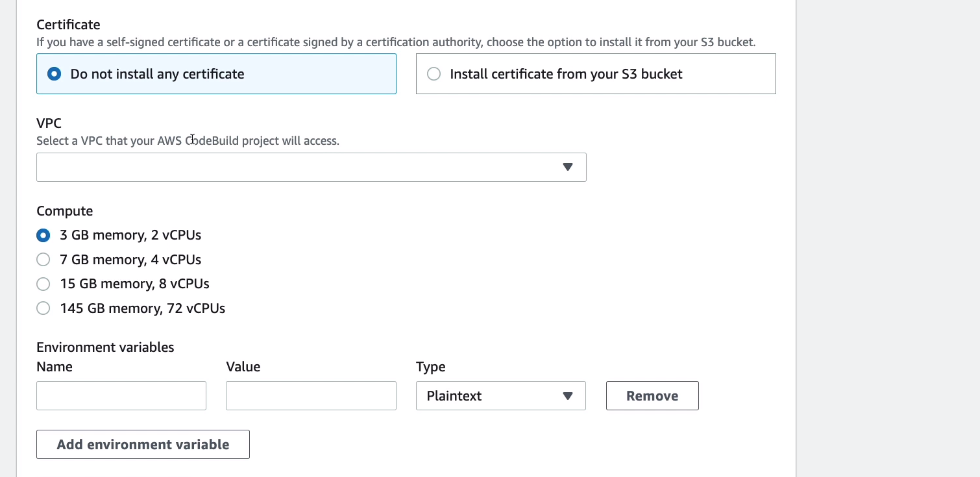 Certificate
If you have a self-signed certificate or a certificate signed by a certification authority, choose the option to install it from your S3 bucket.
Do not install any certificate
Install certificate from your S3 bucket
VPC
Select a VPC that your AWS CodeBuild project will access.
Compute
3 GB memory, 2 vCPUs
7 GB memory, 4 vCPUs
15 GB memory, 8 vCPUs
145 GB memory, 72 vCPUs
Environment variables
Name Value Type
Plaintext Remove
Add environment variable